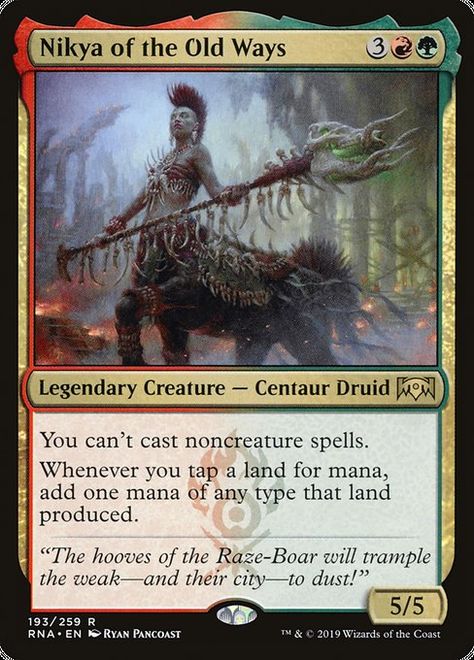 Nikya of the Old Ways 3
Legendary Creature — Centaur Druid
You can't cast noncreature spells.
Whenever you tap a land for mana,
add one mana of any type that land
produced.
"The hooves of the Raze-Boar will trample
the weak—and their city—to dust!"
5/5
193/259 R
RNA • EN Ryan Pancoast
™ & © 2019 Wizards of the Coast